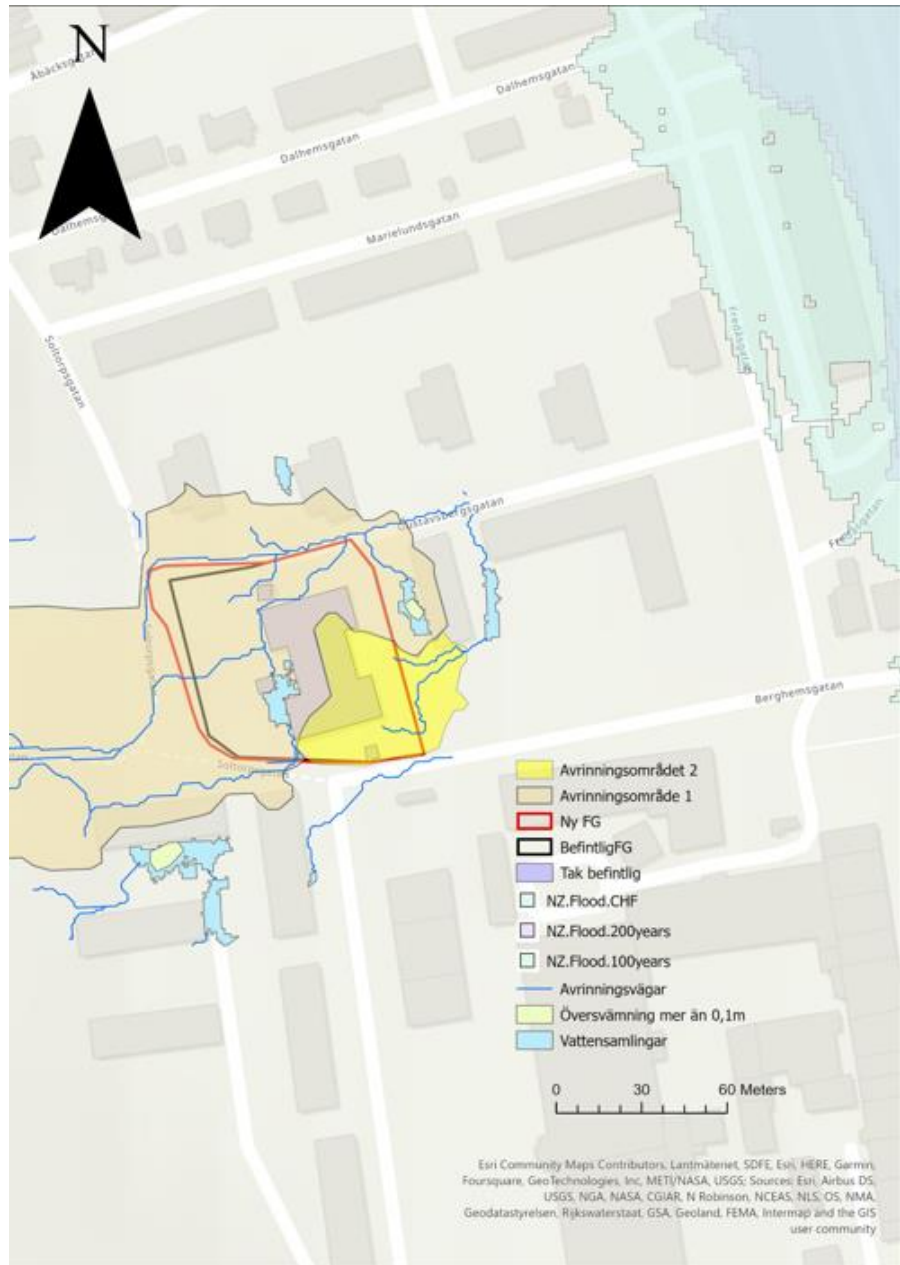 N
Åbäcksgatan
Dalhemsgatan
Dalhemsgatan
Marielundsgatan
Soltorpsgatan
Fredåsgatan
Gustavsbergsgatan
Fredåsgatan
Berghemsgatan
Avrinningsområdet 2
Avrinningsområde 1
Ny FG
BefintligFG
Tak befintlig
NZ.Flood.CHF
NZ.Flood.200years
NZ.Flood.100years
Avrinningsvägar
Översvämning mer än 0,1m
Vattensamlingar
0 30 60 Meters
Esri Community Maps Contributors, Lantmäteriet, SDFE, Esri, HERE, Garmin,
Foursquare, GeoTechnologies, Inc, METI/NASA, USGS; Sources: Esri, Airbus DS,
USGS, NGA, NASA, CGIAR, N Robinson, NCEAS, NLS, OS, NMA,
Geodatastyrelsen, Rijkswaterstaat, GSA, Geoland, FEMA, Intermap and the GIS
user community